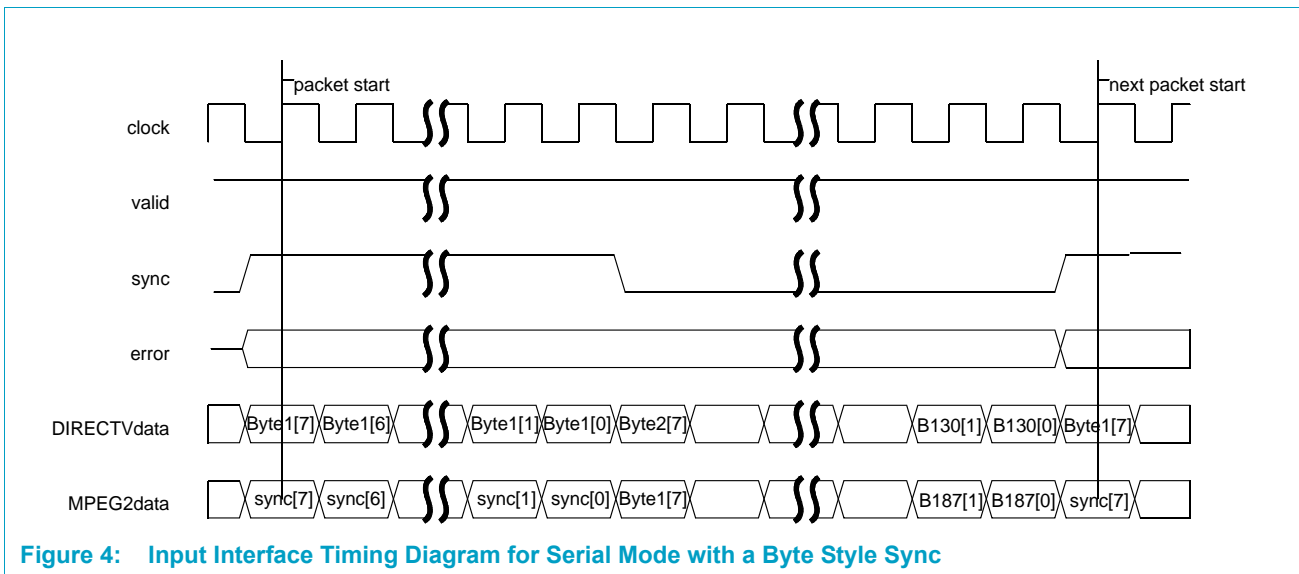 packet start
next packet start
clock
valid
sync
error
DIRECTVdata
Byte1[7] Byte1[6] Byte1[1] Byte1[0] Byte2[7] B130[1] B130[0] Byte1[7]
MPEG2data
sync[7] sync[6] sync[1] sync[0] Byte1[7] B187[1] B187[0] sync[7]
Figure 4: Input Interface Timing Diagram for Serial Mode with a Byte Style Sync